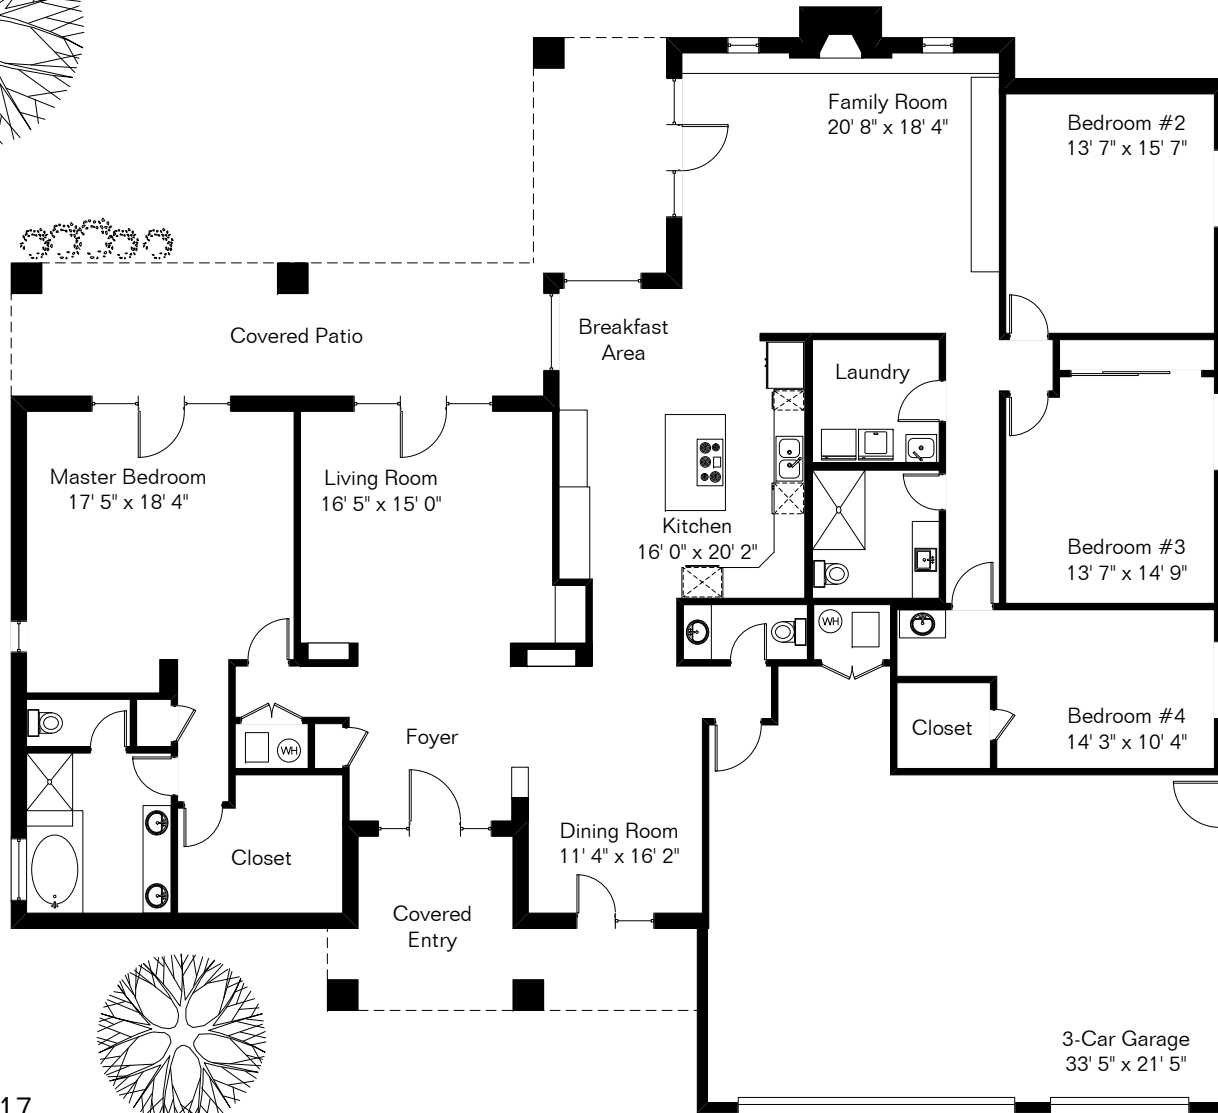 Family Room
20' 8" x 18' 4"
Bedroom #2
13' 7" x 15' 7"
Covered Patio
Breakfast
Area
Laundry
Master Bedroom
17' 5" x 18' 4"
Living Room
16' 5" x 15' 0"
Kitchen
16' 0" x 20' 2"
Bedroom #3
13' 7" x 14' 9"
WH
Foyer
WH
Closet
Bedroom #4
14' 3" x 10' 4"
Dining Room
11' 4" x 16' 2"
Closet
Covered
Entry
3-Car Garage
33' 5" x 21' 5"
17